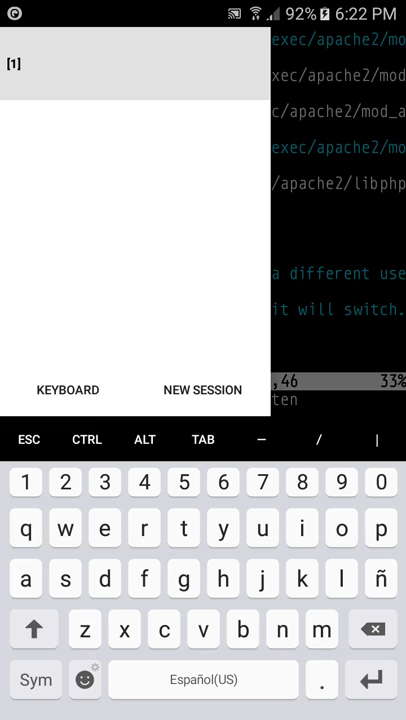 92% 6:22 PM
exec/apache2/mo
[1]
xec/apache2/mod
c/apache2/mod_a
exec/apache2/mo
/apache2/libphp
a different use
it will switch.
,46 33%
KEYBOARD NEW SESSION
ten
ESC CTRL ALT TAB — / |
1 2 3 4 5 6 7 8 9 0
q w e r t y u i o p
a s d f g h j k l ñ
z x c v b n m
Sym Español(US) .